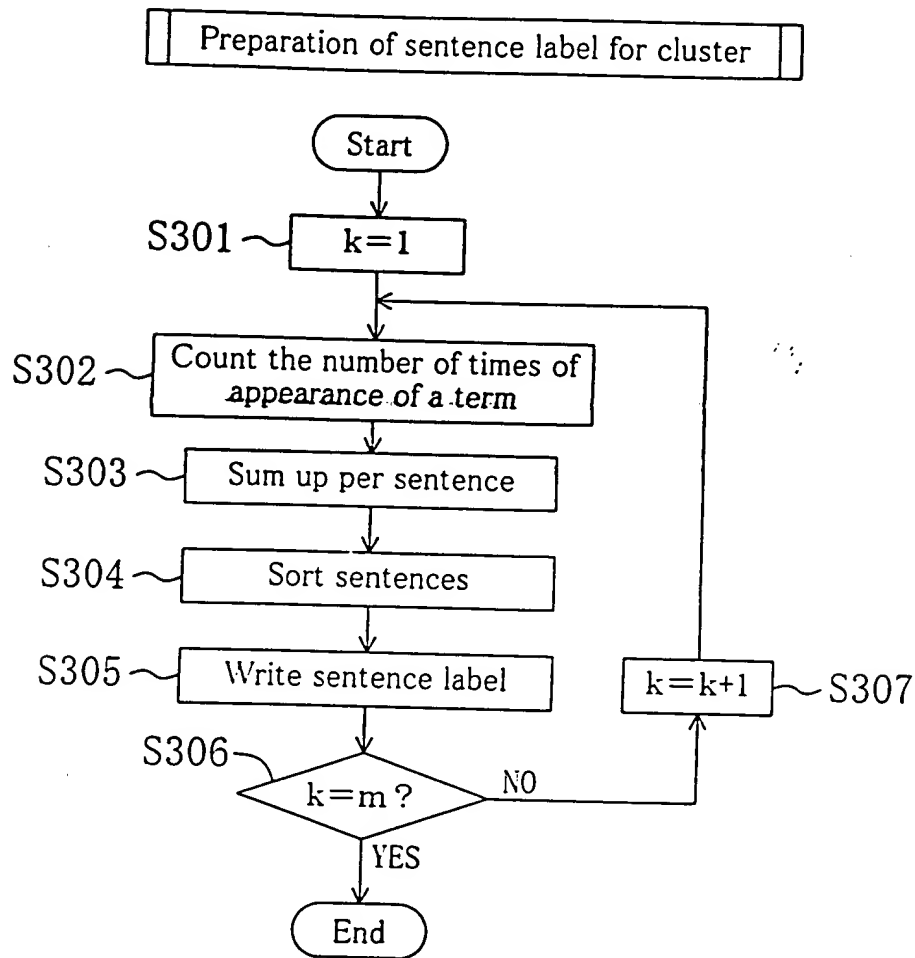 Preparation of sentence label for cluster
Start
S301
k=1
S302
Count the number of times of
appearance of a term
S303
Sum up per sentence
S304
Sort sentences
S305
Write sentence label
k=k+1
S307
S306
k=m?
NO
YES
End